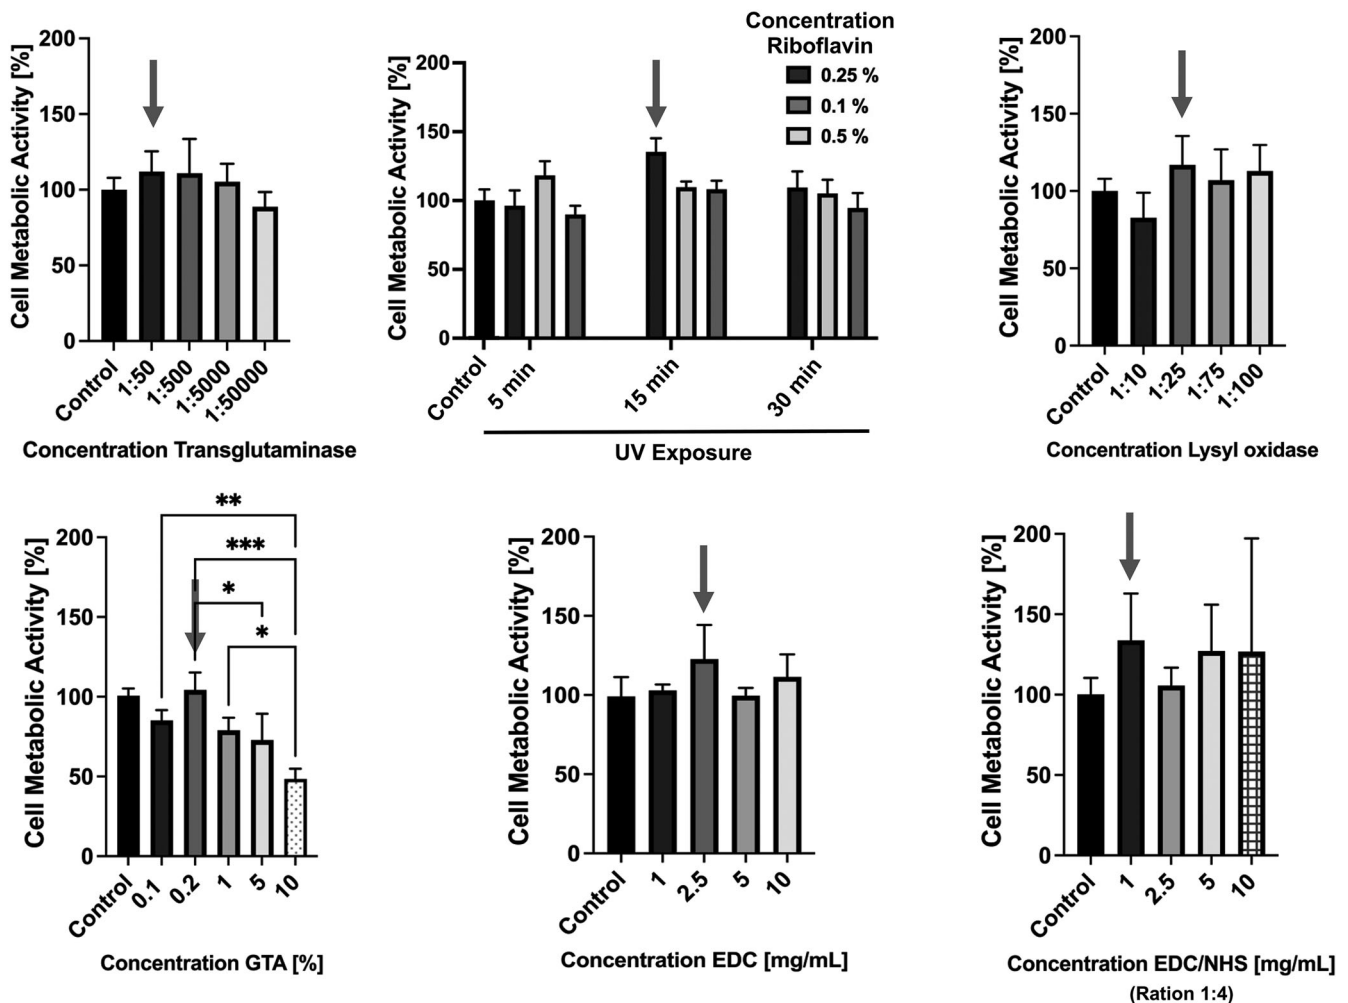 Cell Metabolic Activity [%]
200
150
100
50
0
Control
1:50
1:500
1:5000
1:50000
Concentration Transglutaminase
Concentration
Riboflavin
0.25 %
0.1 %
0.5 %
Cell Metabolic Activity [%]
200
150
100
50
0
Control
5 min
15 min
30 min
UV Exposure
Cell Metabolic Activity [%]
200
150
100
50
0
Control
1:10
1:25
1:75
1:100
Concentration Lysyl oxidase
Cell Metabolic Activity [%]
200
150
100
50
0
**
***
*
*
Control
0.1
0.2
1
5
10
Concentration GTA [%]
Cell Metabolic Activity [%]
200
150
100
50
0
Control
1
2.5
5
10
Concentration EDC [mg/mL]
Cell Metabolic Activity [%]
200
150
100
50
0
Control
1
2.5
5
10
Concentration EDC/NHS [mg/mL]
(Ration 1:4)